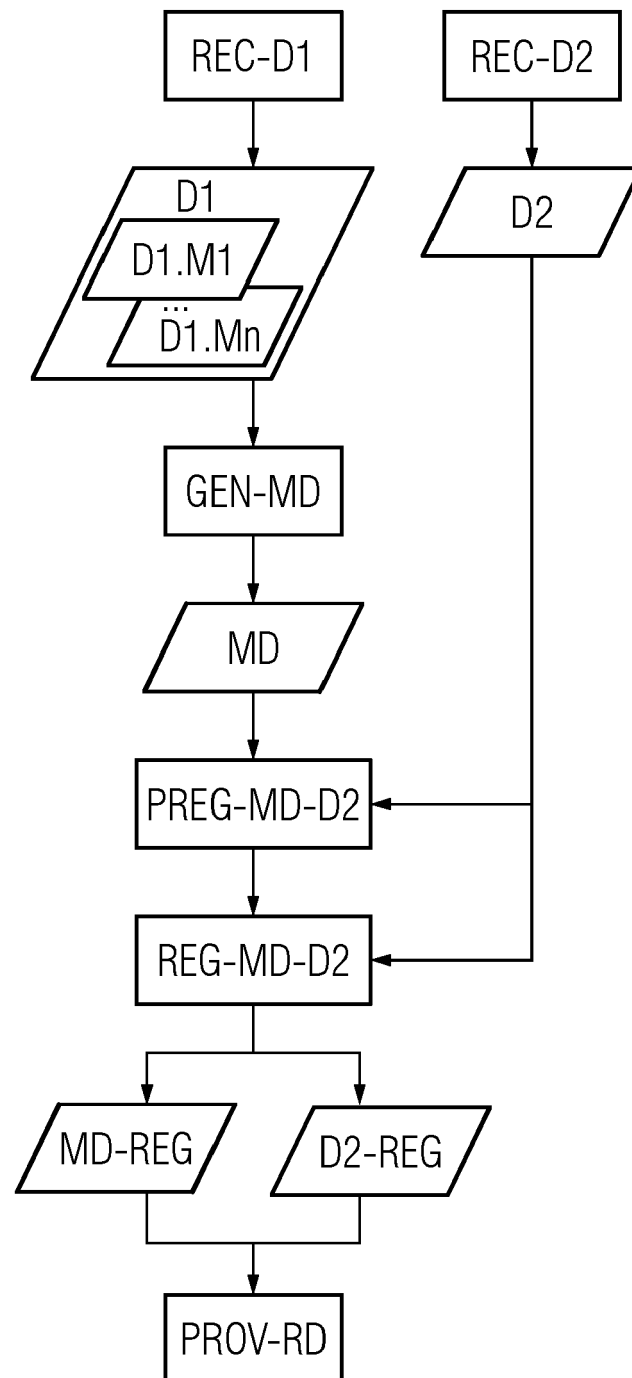 REC-D1
REC-D2
D1
D2
D1.M1
...
D1.Mn
GEN-MD
MD
PREG-MD-D2
REG-MD-D2
MD-REG
D2-REG
PROV-RD